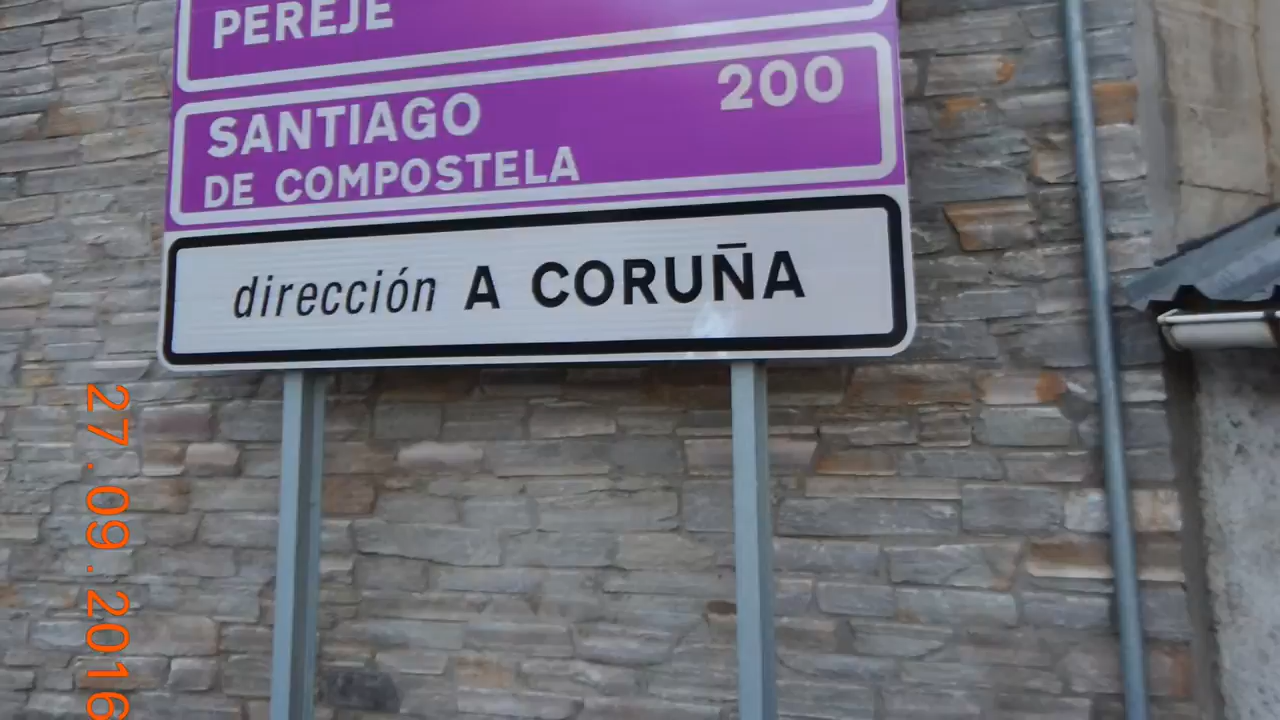 PEREJE
SANTIAGO 200
DE COMPOSTELA
dirección A CORUÑA
27.09.2016